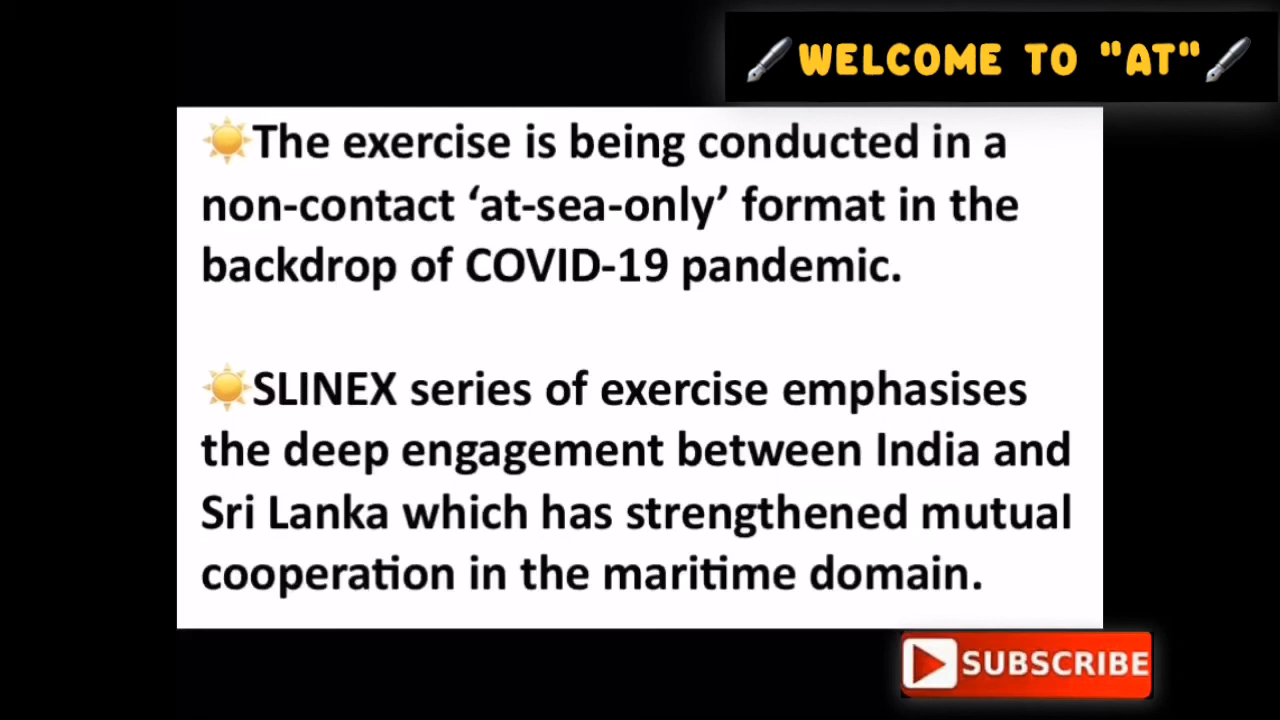 WELCOME TO "AT"
The exercise is being conducted in a
non-contact ‘at-sea-only’ format in the
backdrop of COVID-19 pandemic.
SLINEX series of exercise emphasises
the deep engagement between India and
Sri Lanka which has strengthened mutual
cooperation in the maritime domain.
SUBSCRIBE